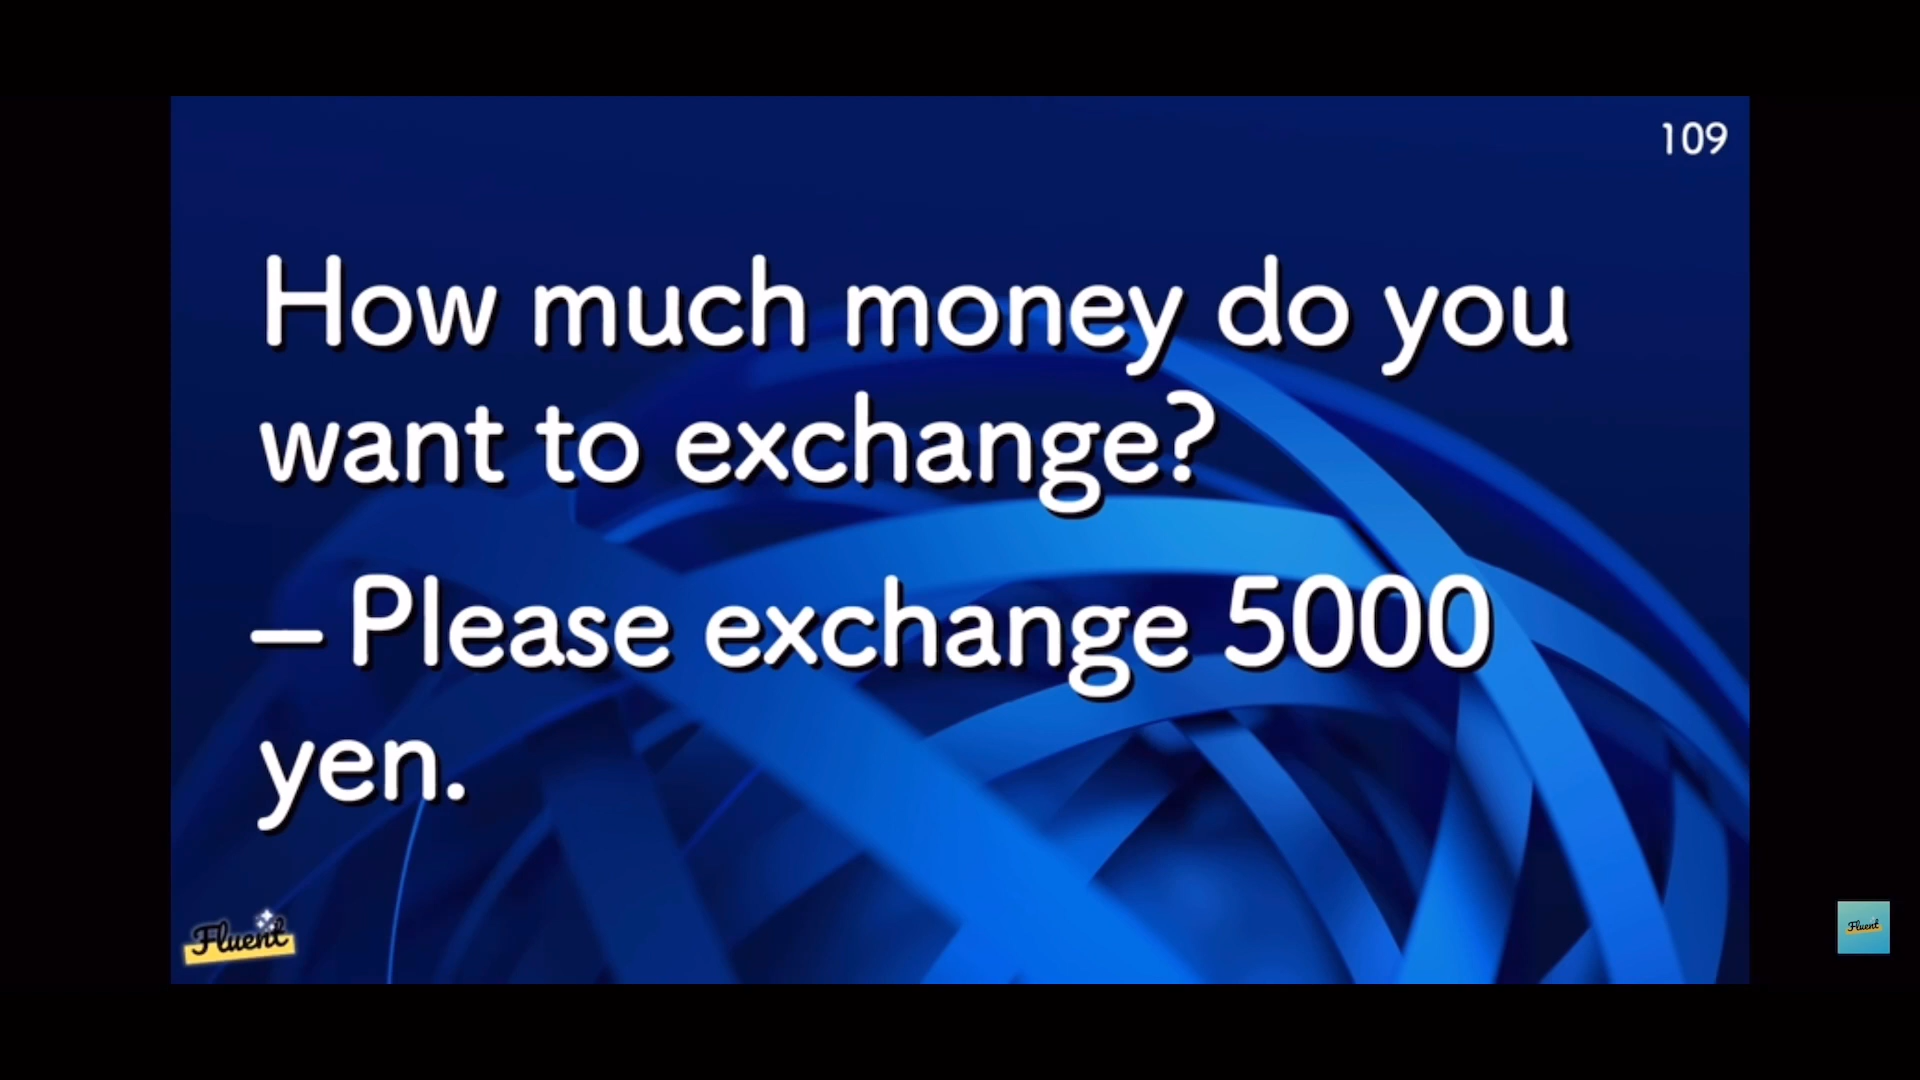 109
How much money do you
want to exchange?
– Please exchange 5000
yen.
Fluent
Fluent